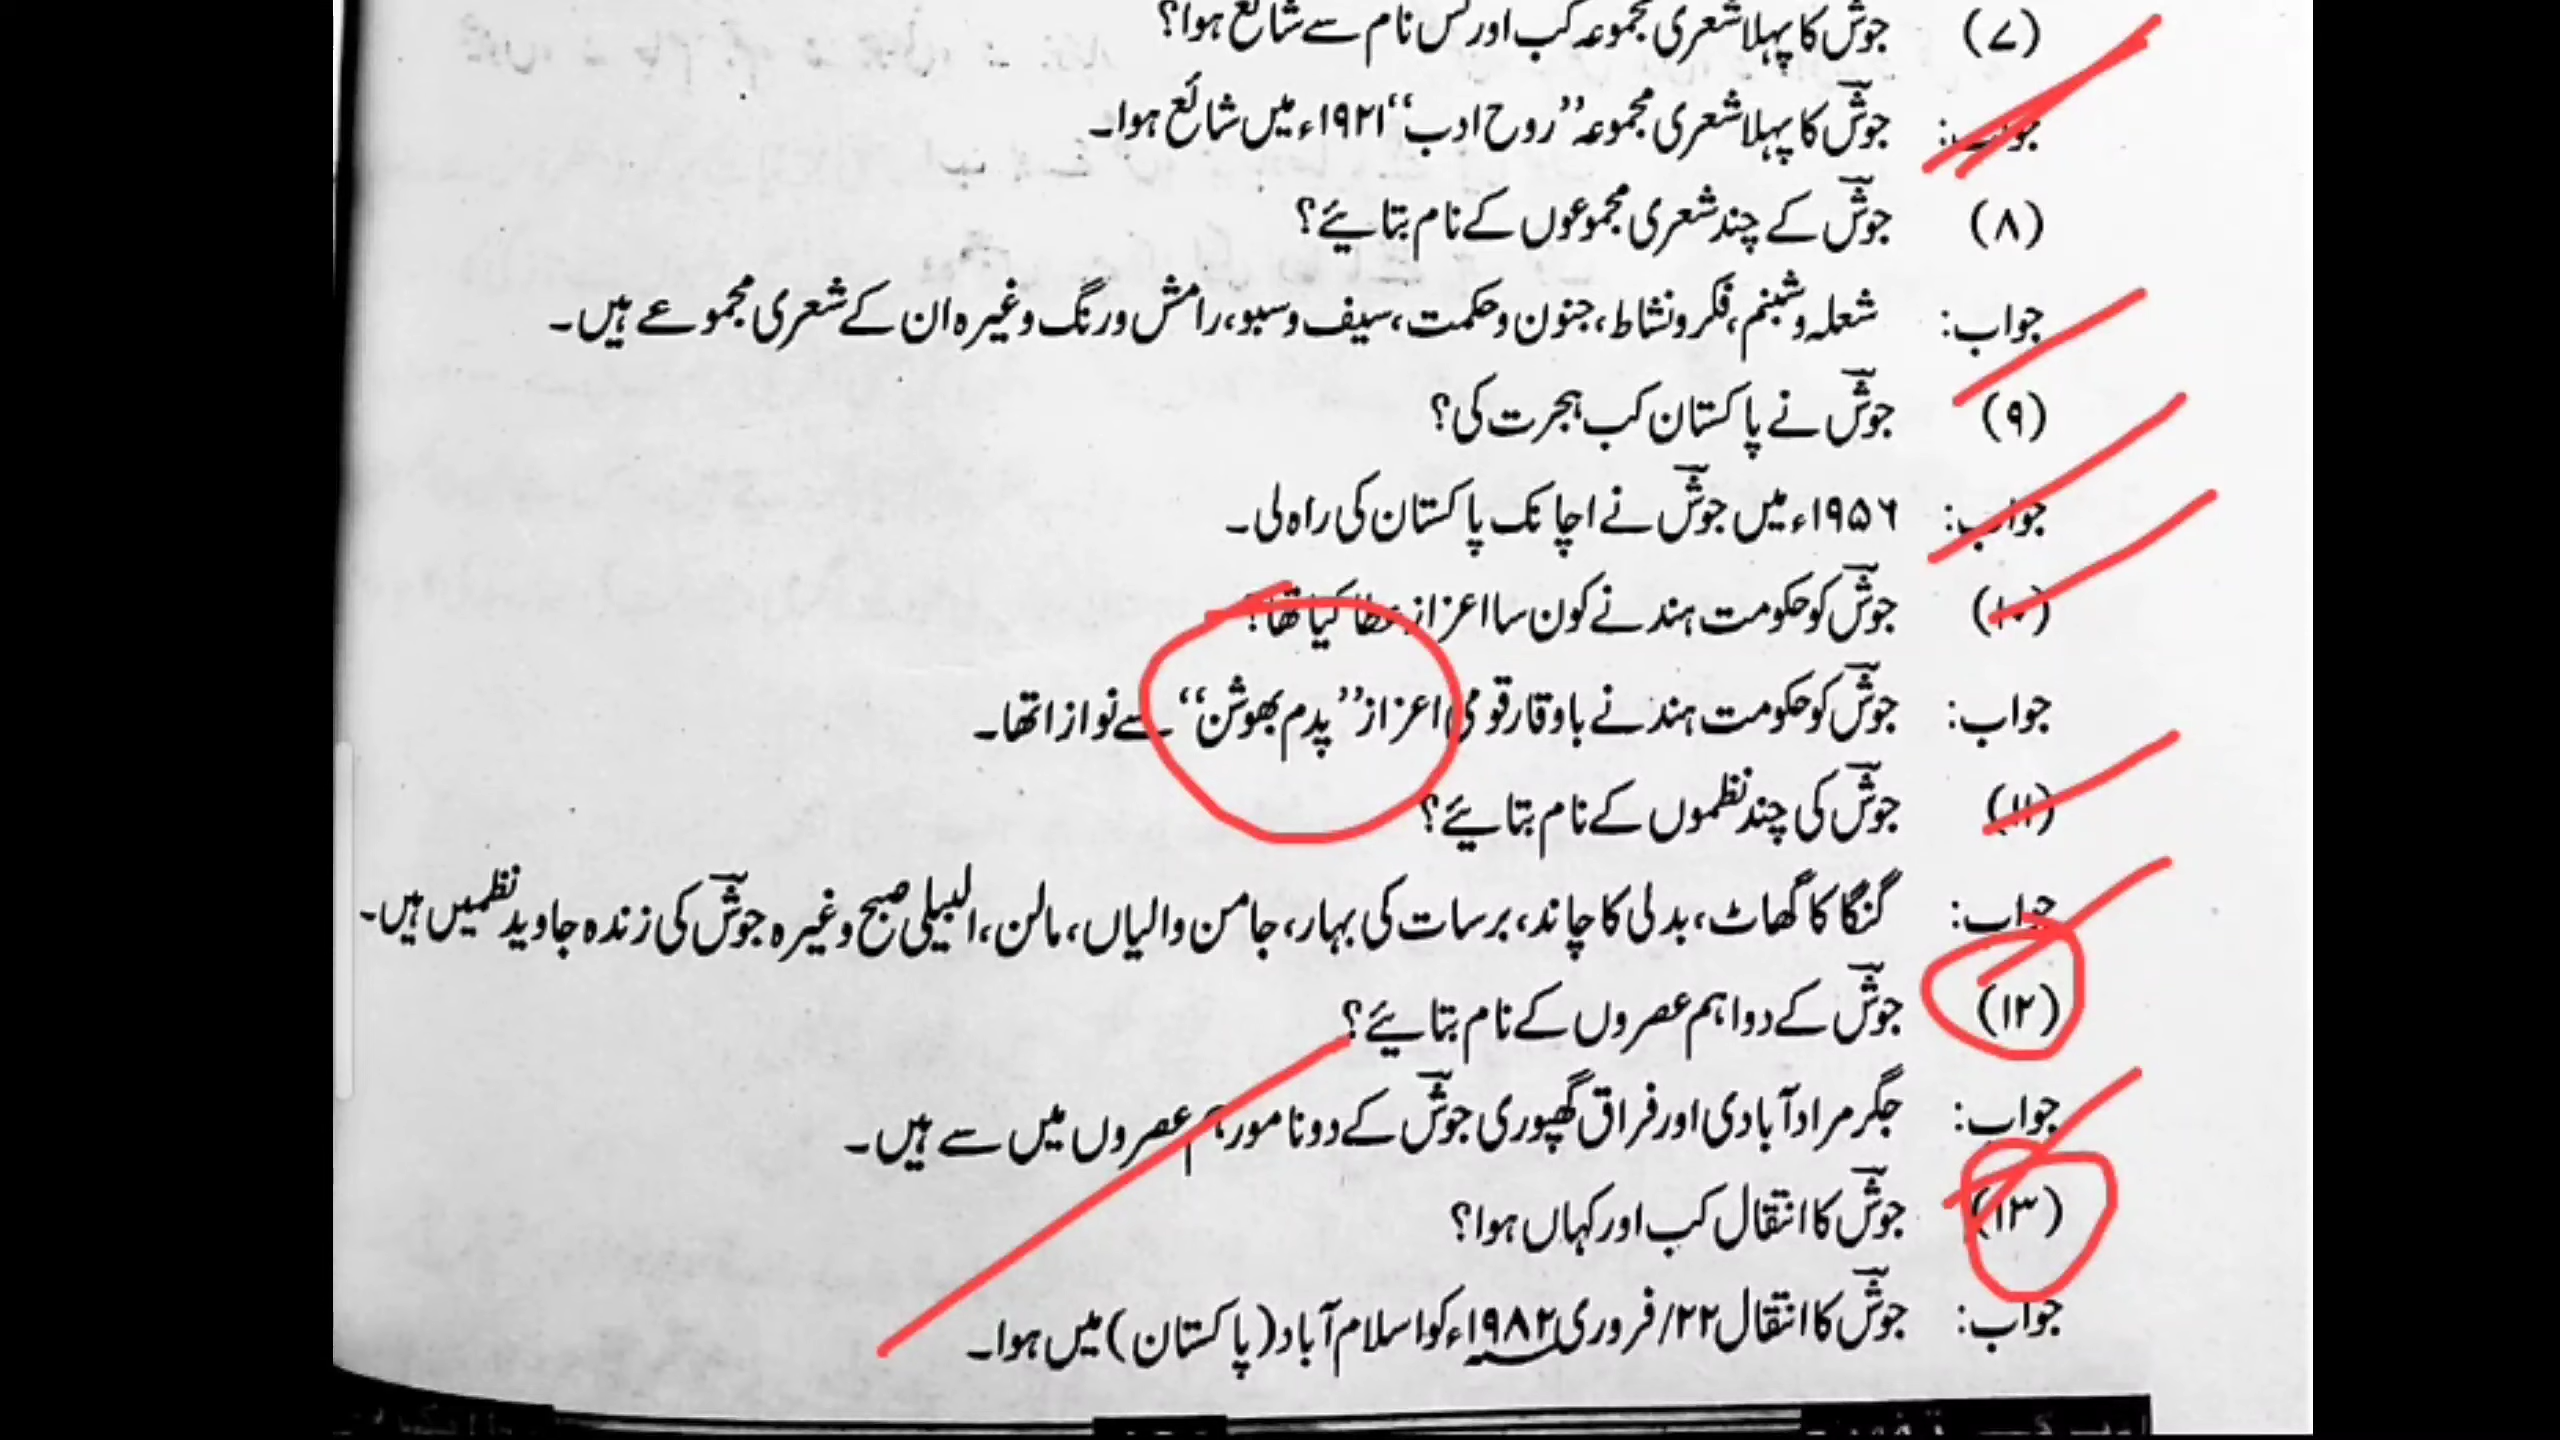 (۷) جوشؔ کا پہلا شعری مجموعہ کب اور کس نام سے شائع ہوا؟
جواب: جوشؔ کا پہلا شعری مجموعہ ”روح ادب“ ۱۹۲۱ء میں شائع ہوا۔
(۸) جوشؔ کے چند شعری مجموعوں کے نام بتائیے؟
جواب: شعلہ و شبنم، فکر و نشاط، جنون و حکمت، سیف و سبو، رامش و رنگ وغیرہ ان کے شعری مجموعے ہیں۔
(۹) جوشؔ نے پاکستان کب ہجرت کی؟
جواب: ۱۹۵۶ء میں جوشؔ نے اچانک پاکستان کی راہ لی۔
(۱۰) جوشؔ کو حکومت ہند نے کون سا اعزاز عطا کیا تھا؟
جواب: جوشؔ کو حکومت ہند نے باوقار قومی اعزاز ”پدم بھوشن“ سے نوازا تھا۔
(۱۱) جوشؔ کی چند نظموں کے نام بتائیے؟
جواب: گنگا کا گھاٹ، بدلی کا چاند، برسات کی بہار، جامن والیاں، مالن، البیلی صبح وغیرہ جوشؔ کی زندہ جاوید نظمیں ہیں۔
(۱۲) جوشؔ کے دو اہم عصروں کے نام بتائیے؟
جواب: جگر مرادآبادی اور فراق گھپوری جوشؔ کے دو نامور ہم عصروں میں سے ہیں۔
(۱۳) جوشؔ کا انتقال کب اور کہاں ہوا؟
جواب: جوشؔ کا انتقال ۲۲/فروری ۱۹۸۲ء کو اسلام آباد (پاکستان) میں ہوا۔